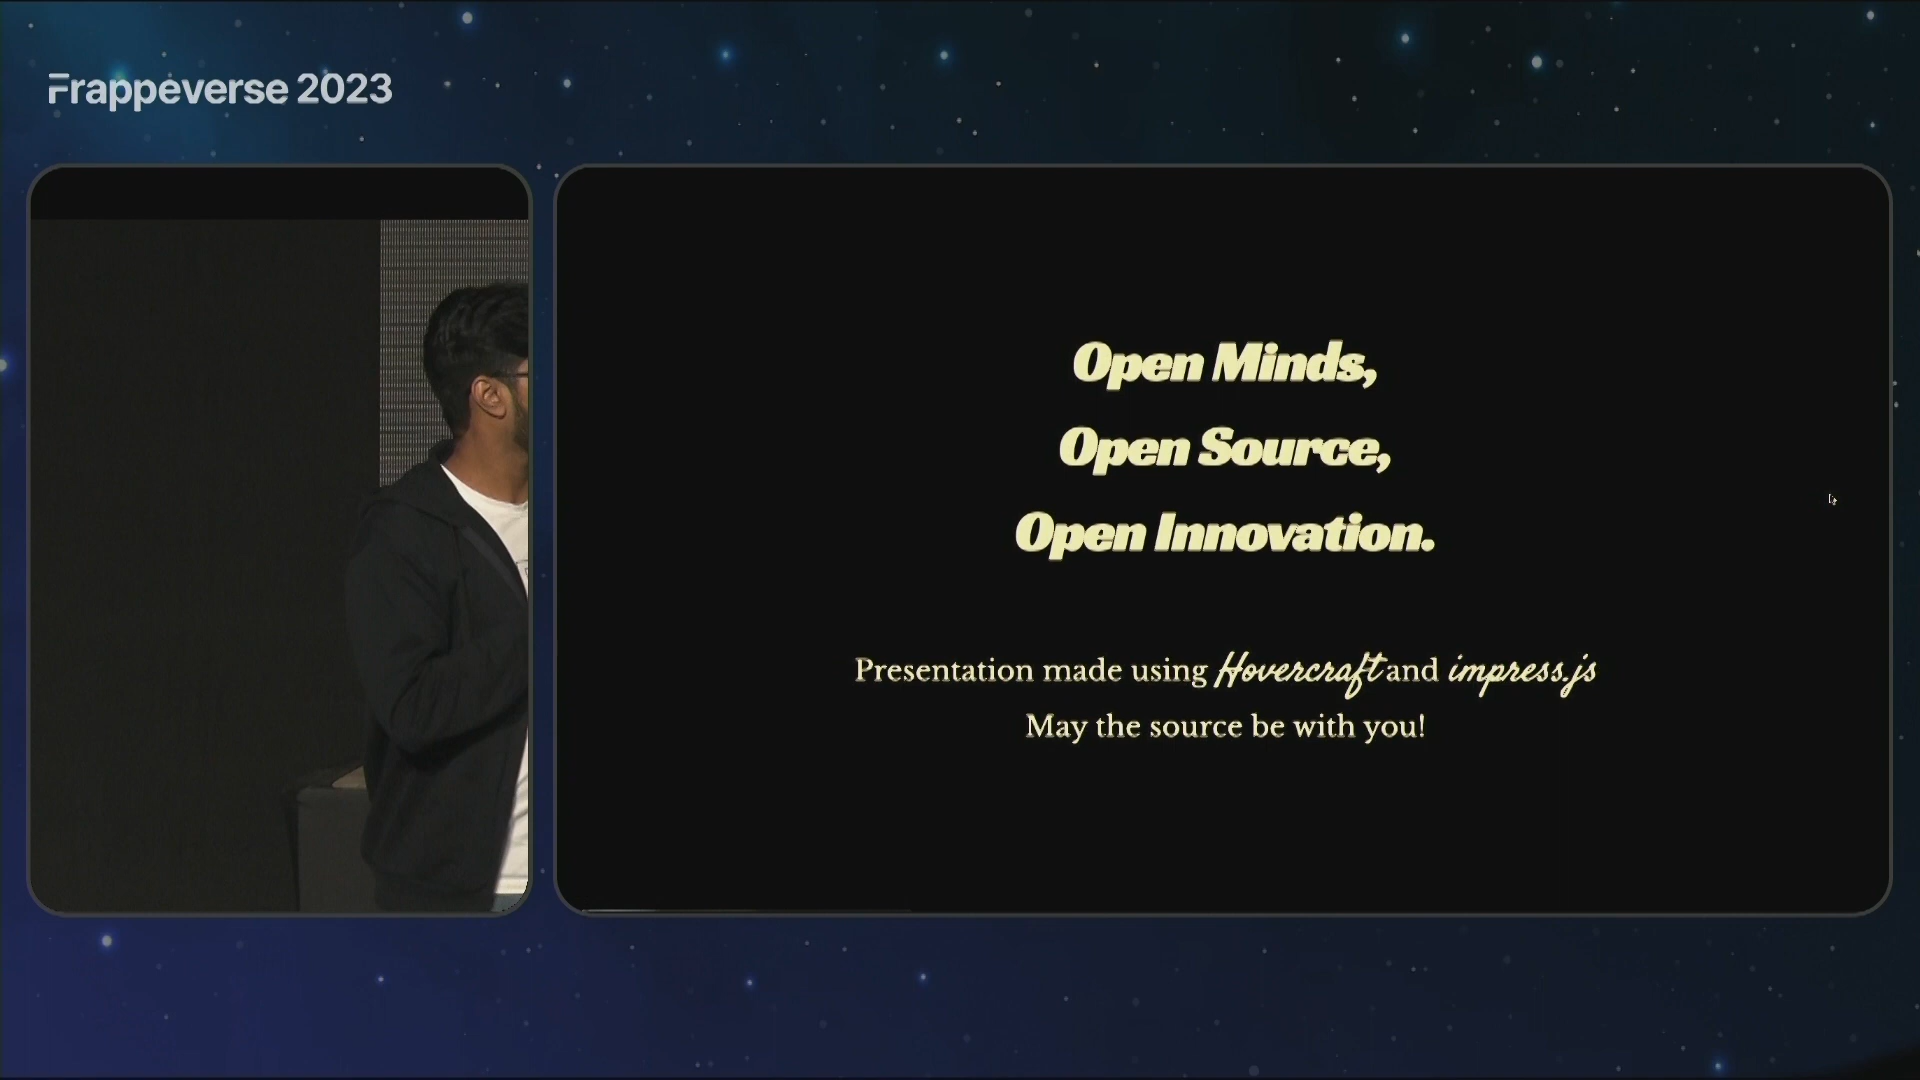 Frappeverse 2023
Open Minds,
Open Source,
Open Innovation.
Presentation made using Hovercraft and impress.js
May the source be with you!